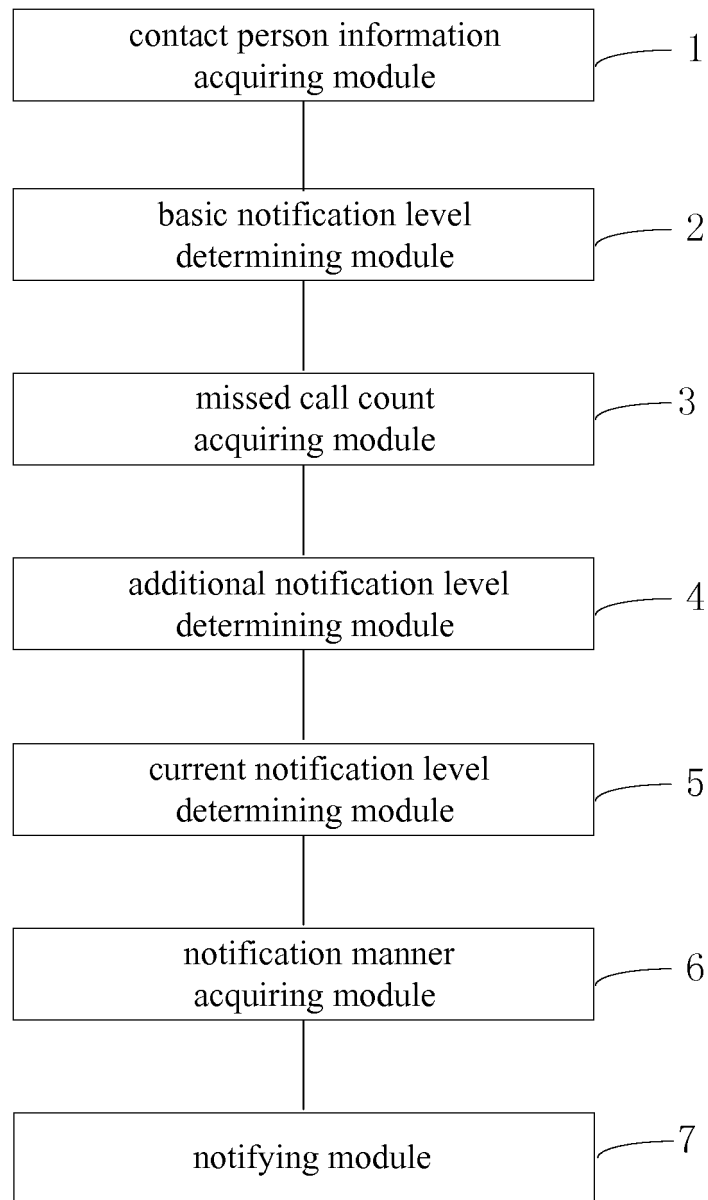 contact person information
acquiring module
1
basic notification level
determining module
2
missed call count
acquiring module
3
additional notification level
determining module
4
current notification level
determining module
5
notification manner
acquiring module
6
notifying module
7